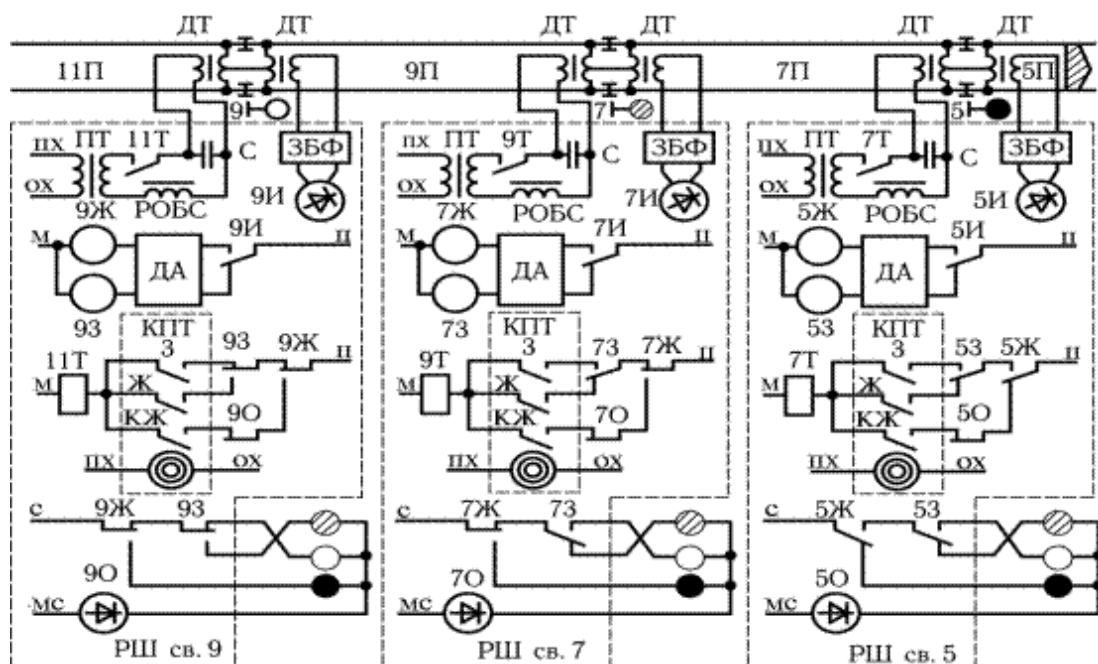 ДТ ДТ ДТ ДТ ДТ ДТ
11П 9П 7П 5П
9 7 5
пх ПТ 11Т С ЗБФ пх ПТ 9Т С ЗБФ пх ПТ 7Т С ЗБФ
ох 9Ж РОБС 9И ох 7Ж РОБС 7И ох 5Ж РОБС 5И
м ДА 9И п м ДА 7И п м ДА 5И п
93 73 53
КПТ КПТ КПТ
11Т З 93 9Ж п 9Т З 73 7Ж п 7Т З 53 5Ж п
м Ж м Ж м Ж
КЖ 9О КЖ 7О КЖ 5О
пх ох пх ох пх ох
с 9Ж 93 с 7Ж 73 с 5Ж 53
мс 9О мс 7О мс 5О
РШ св. 9 РШ св. 7 РШ св. 5